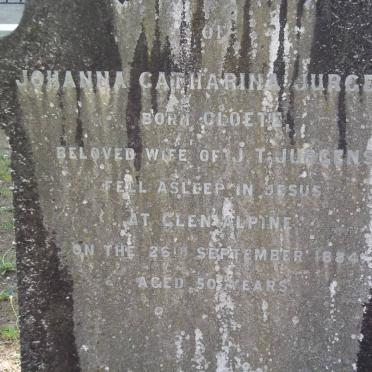 OF
JOHANNA CATHARINA JURGE
BORN CLOETE
BELOVED WIFE OF J. T. JURGENS
FELL ASLEEP IN JESUS
AT GLEN ALPINE
ON THE 26TH SEPTEMBER 1884
AGED 50 YEARS